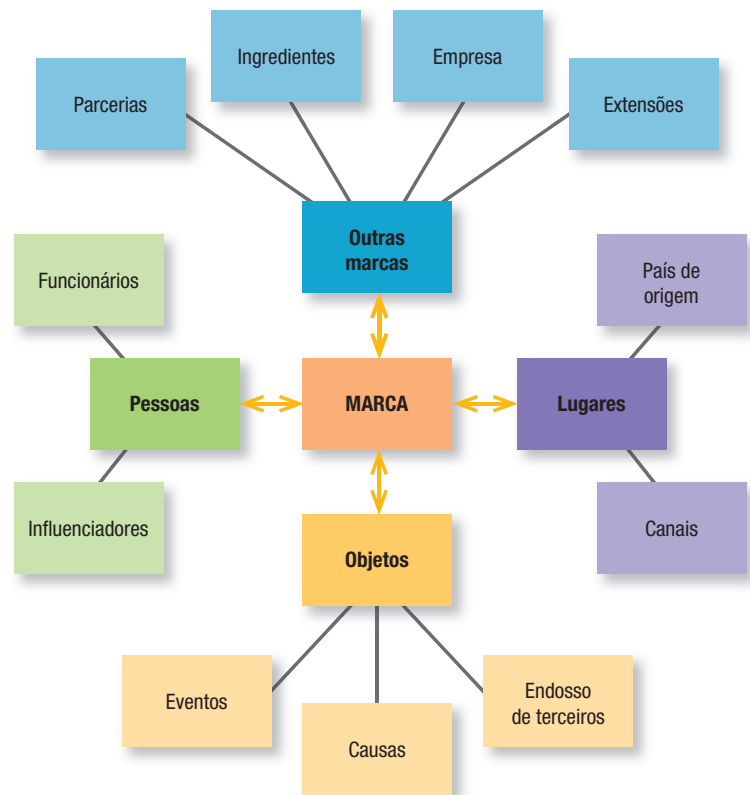 Ingredientes
Empresa
Parcerias
Extensões
Outras
marcas
Funcionários
País de
origem
Pessoas
MARCA
Lugares
Influenciadores
Canais
Objetos
Eventos
Causas
Endosso
de terceiros